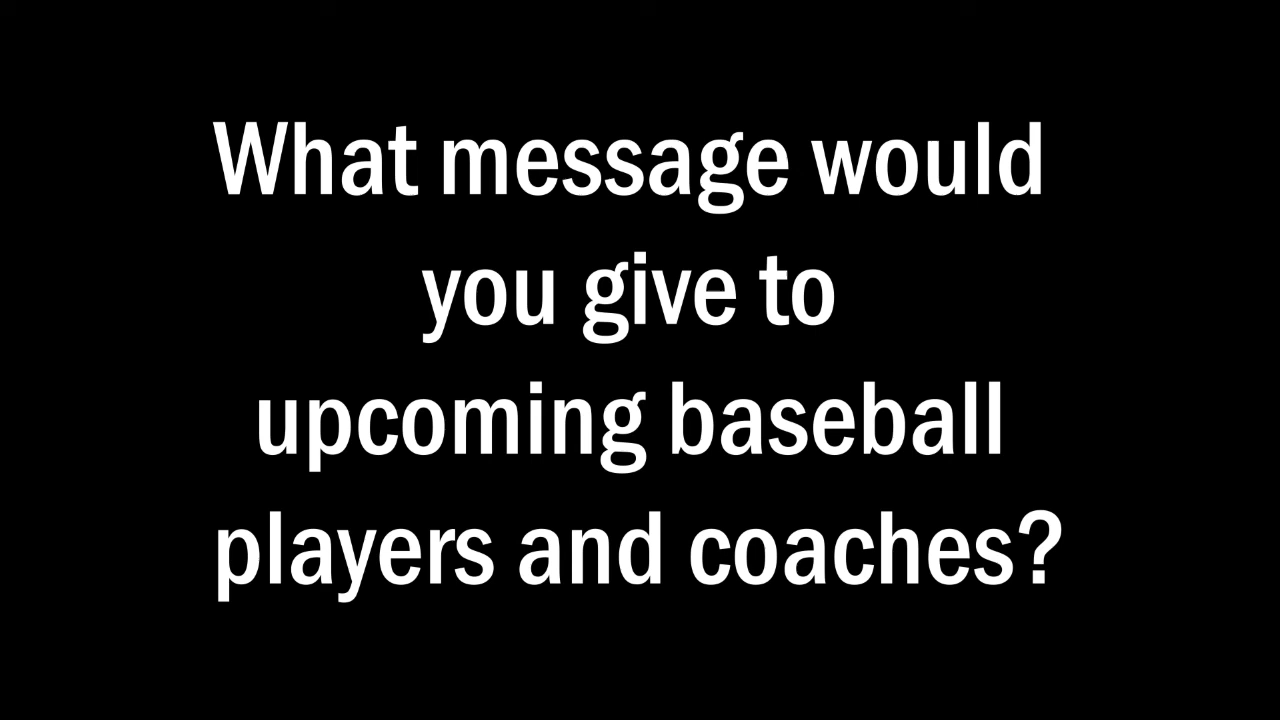 What message would
you give to
upcoming baseball
players and coaches?